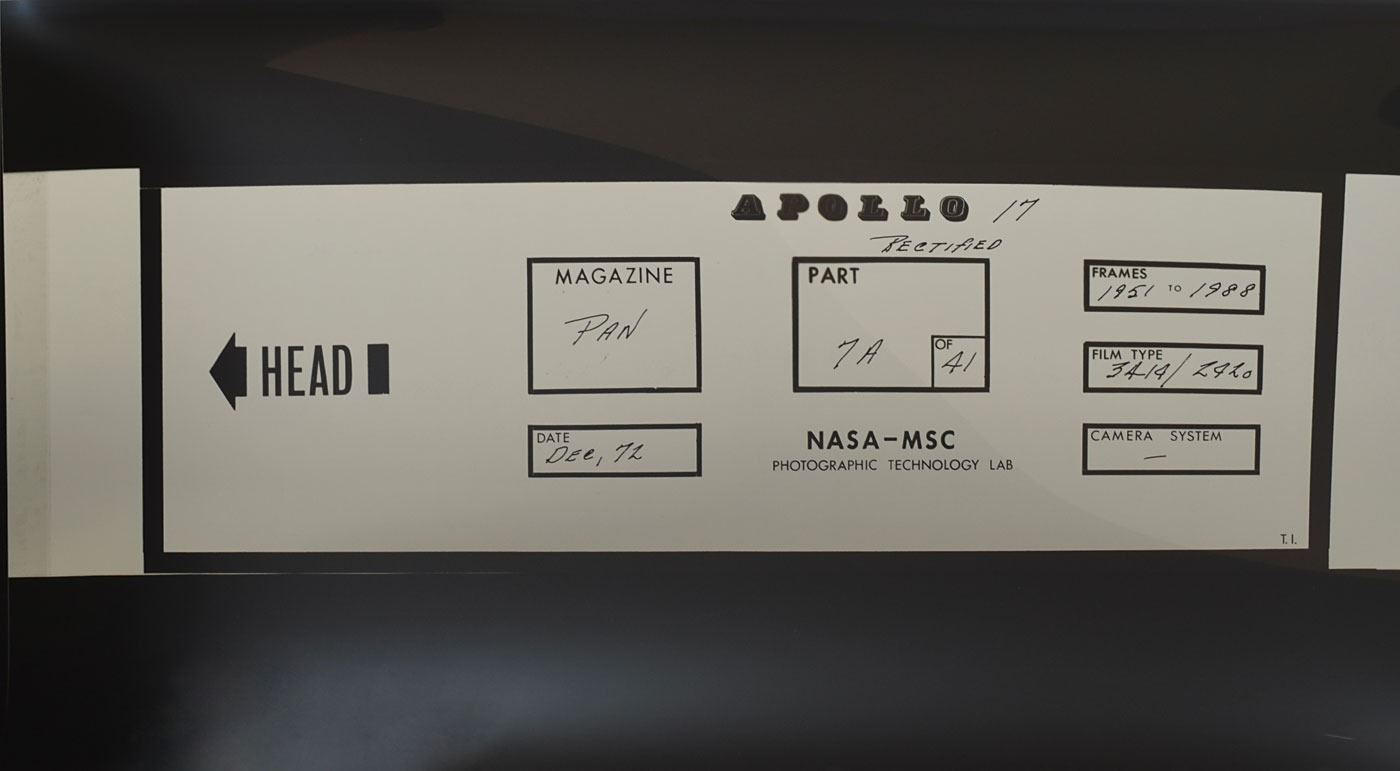 APOLLO 17
RECTIFIED
MAGAZINE
PAN
PART
7A
OF
41
FRAMES
1951 TO 1988
FILM TYPE
3414/2420
CAMERA SYSTEM
—
HEAD
DATE
DEC, 72
NASA-MSC
PHOTOGRAPHIC TECHNOLOGY LAB
T.I.